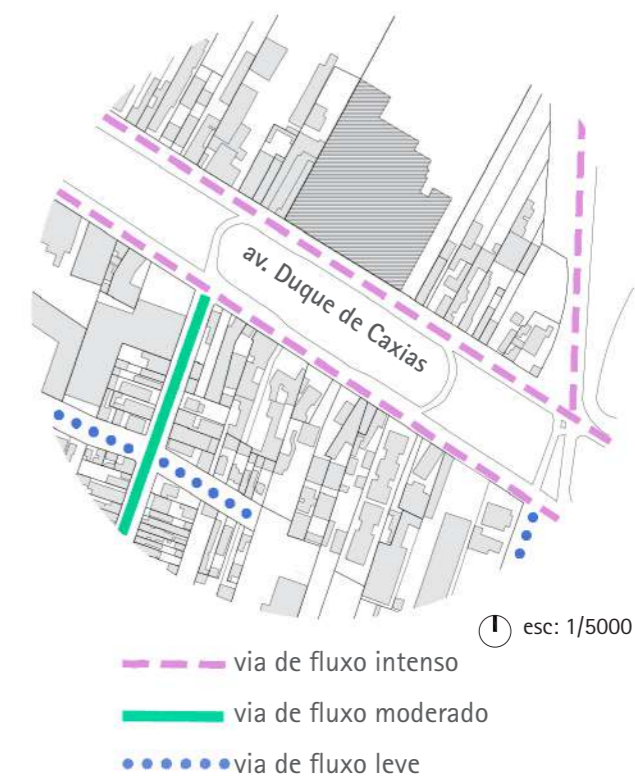 av. Duque de Caxias
esc: 1/5000
via de fluxo intenso
via de fluxo moderado
via de fluxo leve